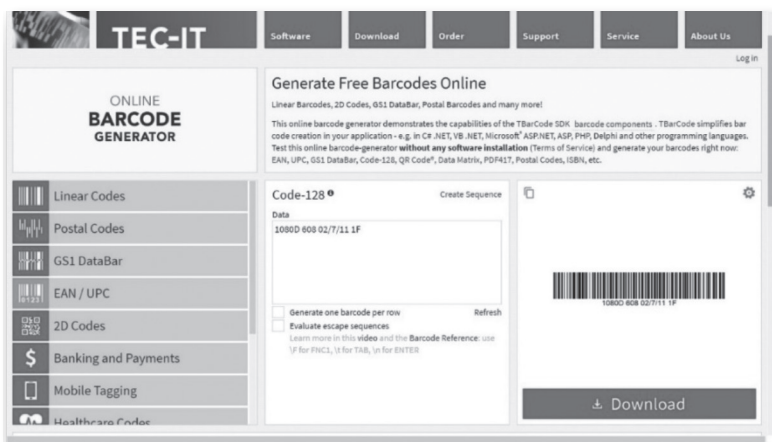 TEC-IT
Software Download Order Support Service About Us
Log in
ONLINE
BARCODE
GENERATOR
Generate Free Barcodes Online
Linear Barcodes, 2D Codes, GS1 DataBar, Postal Barcodes and many more!
This online barcode generator demonstrates the capabilities of the TBarCode SDK barcode components . TBarCode simplifies bar
code creation in your application - e.g. in C# .NET, VB .NET, Microsoft® ASP.NET, ASP, PHP, Delphi and other programming languages.
Test this online barcode-generator without any software installation (Terms of Service) and generate your barcodes right now:
EAN, UPC, GS1 DataBar, Code-128, QR Code®, Data Matrix, PDF417, Postal Codes, ISBN, etc.
Linear Codes
Postal Codes
GS1 DataBar
EAN / UPC
2D Codes
Banking and Payments
Mobile Tagging
Healthcare Codes
Code-128
Create Sequence
Data
1080D 608 02/7/11 1F
Generate one barcode per row
Refresh
Evaluate escape sequences
Learn more in this video and the Barcode Reference: use
\F for FNC1, \t for TAB, \n for ENTER
1080D 608 02/7/11 1F
Download